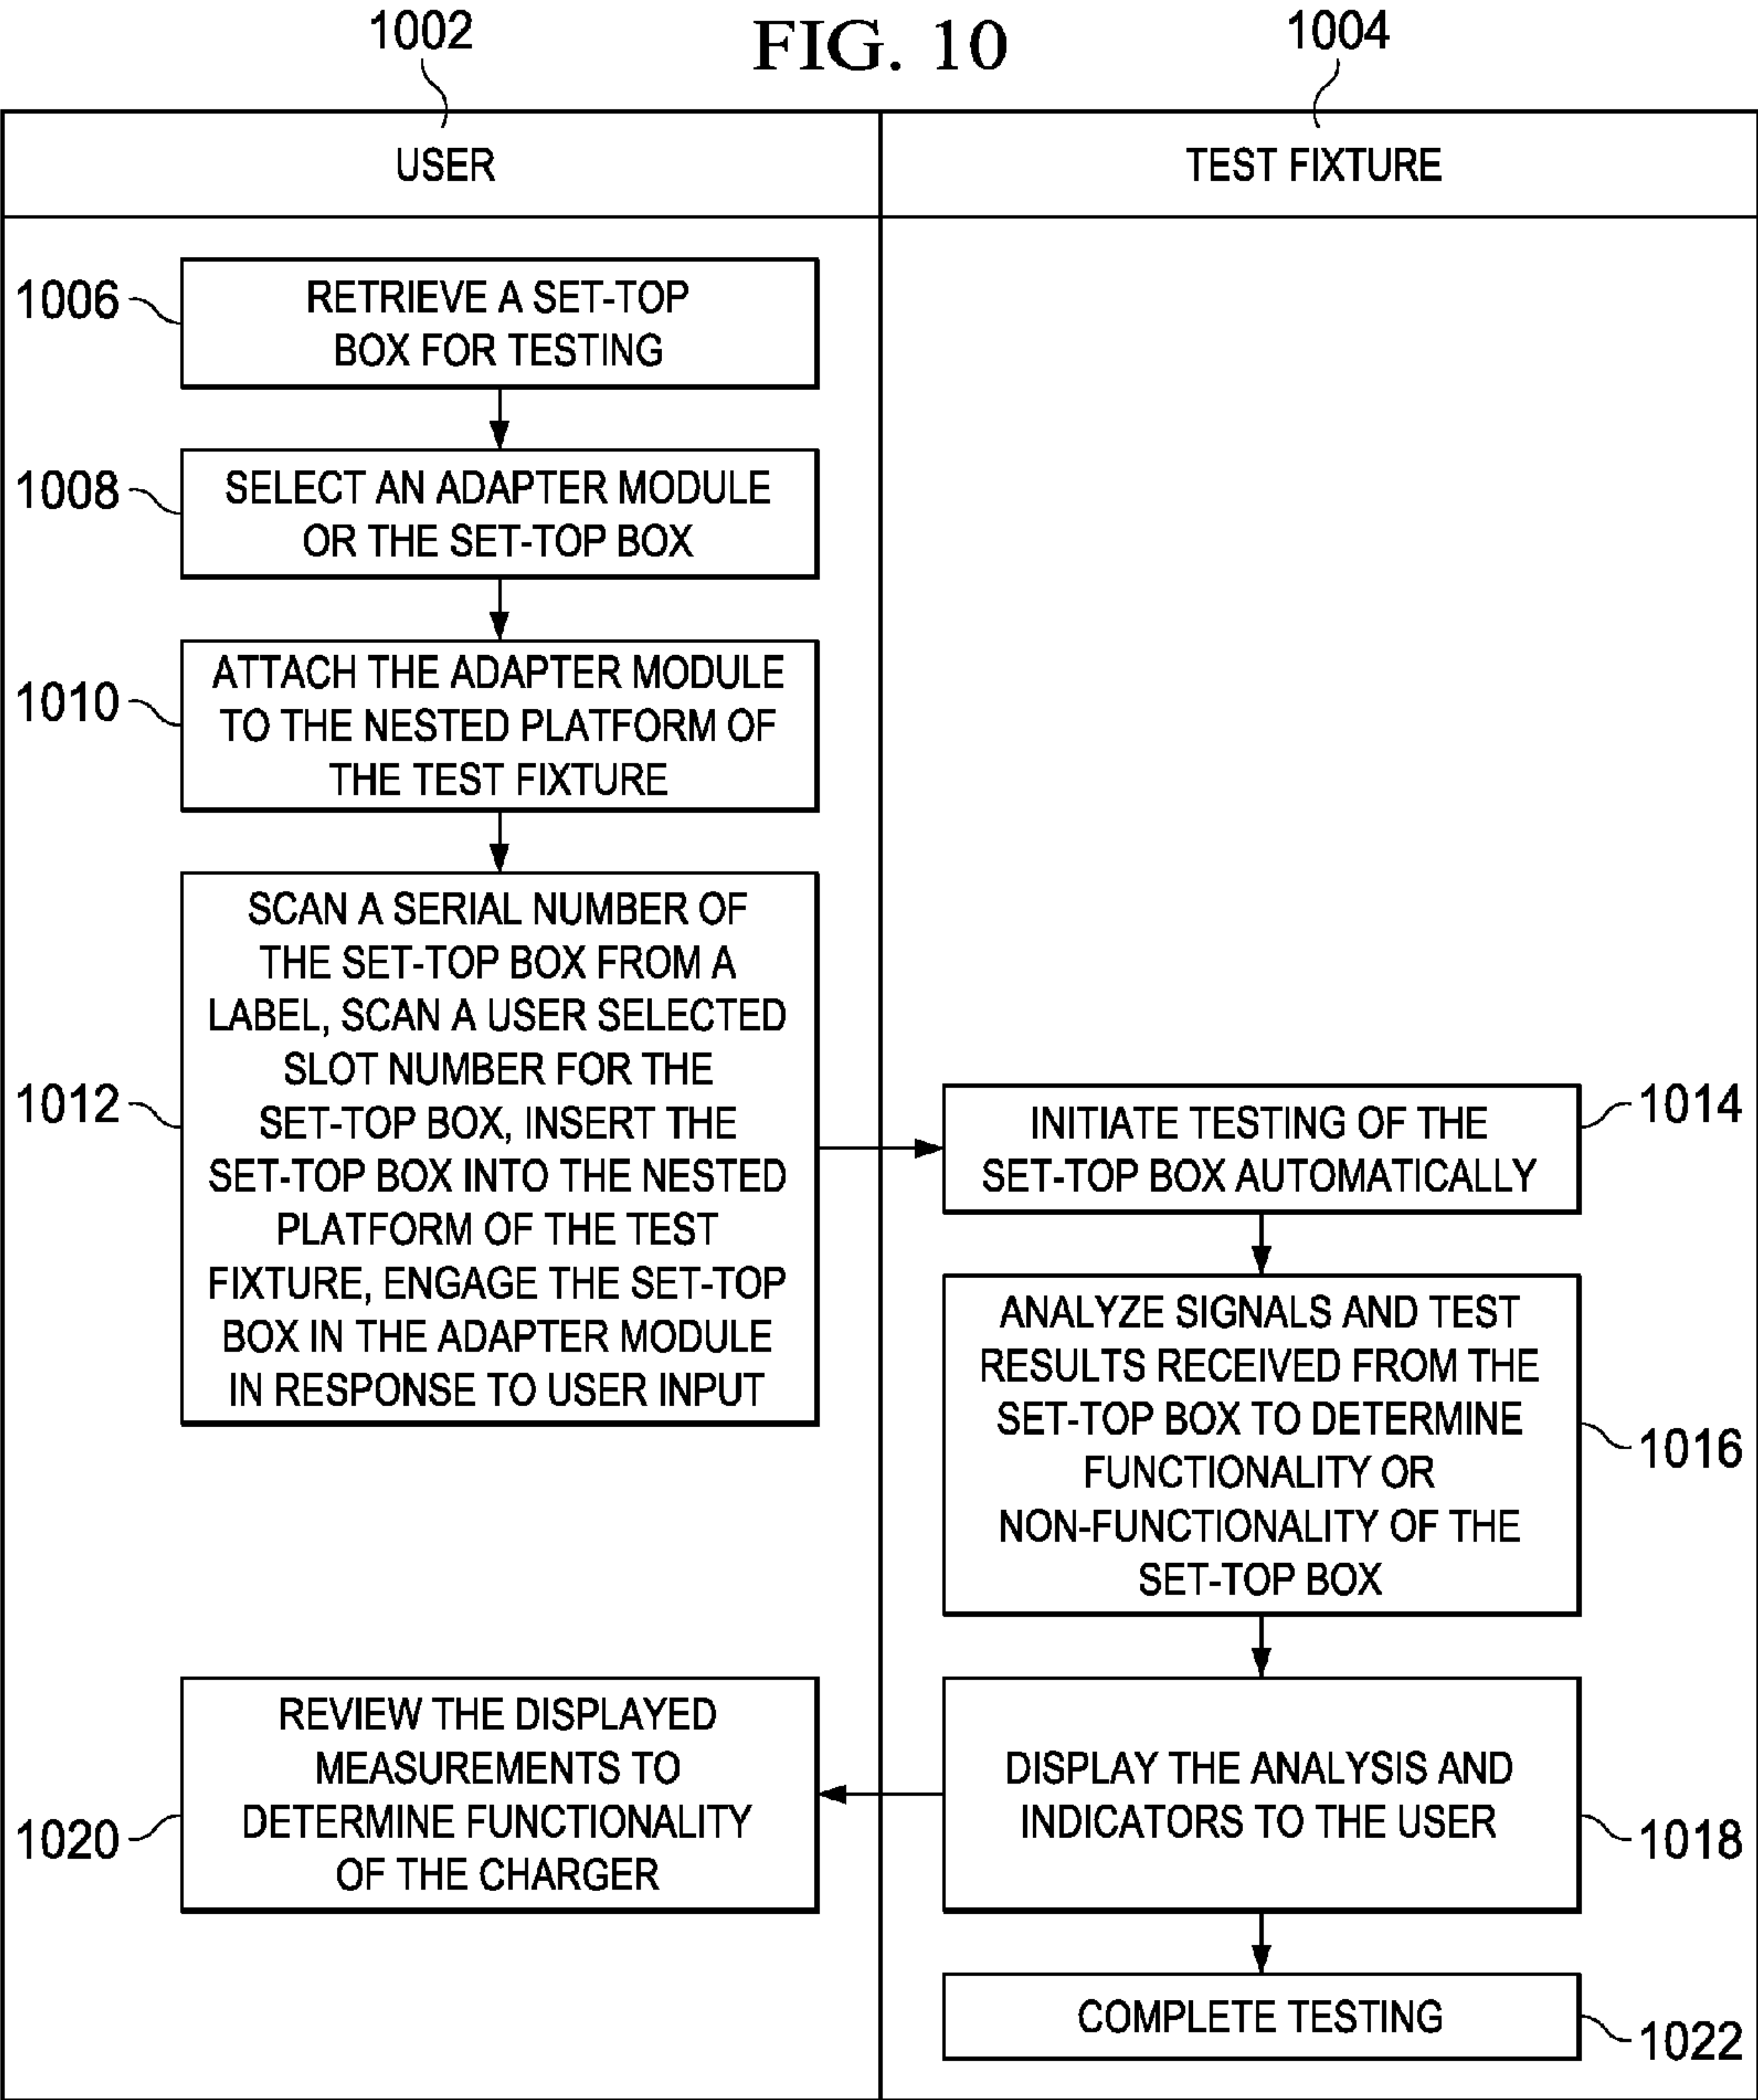 1002
FIG. 10
1004
USER
TEST FIXTURE
1006
RETRIEVE A SET-TOP
BOX FOR TESTING
1008
SELECT AN ADAPTER MODULE
OR THE SET-TOP BOX
1010
ATTACH THE ADAPTER MODULE
TO THE NESTED PLATFORM OF
THE TEST FIXTURE
1012
SCAN A SERIAL NUMBER OF
THE SET-TOP BOX FROM A
LABEL, SCAN A USER SELECTED
SLOT NUMBER FOR THE
SET-TOP BOX, INSERT THE
SET-TOP BOX INTO THE NESTED
PLATFORM OF THE TEST
FIXTURE, ENGAGE THE SET-TOP
BOX IN THE ADAPTER MODULE
IN RESPONSE TO USER INPUT
INITIATE TESTING OF THE
SET-TOP BOX AUTOMATICALLY
1014
ANALYZE SIGNALS AND TEST
RESULTS RECEIVED FROM THE
SET-TOP BOX TO DETERMINE
FUNCTIONALITY OR
NON-FUNCTIONALITY OF THE
SET-TOP BOX
1016
DISPLAY THE ANALYSIS AND
INDICATORS TO THE USER
1018
1020
REVIEW THE DISPLAYED
MEASUREMENTS TO
DETERMINE FUNCTIONALITY
OF THE CHARGER
COMPLETE TESTING
1022